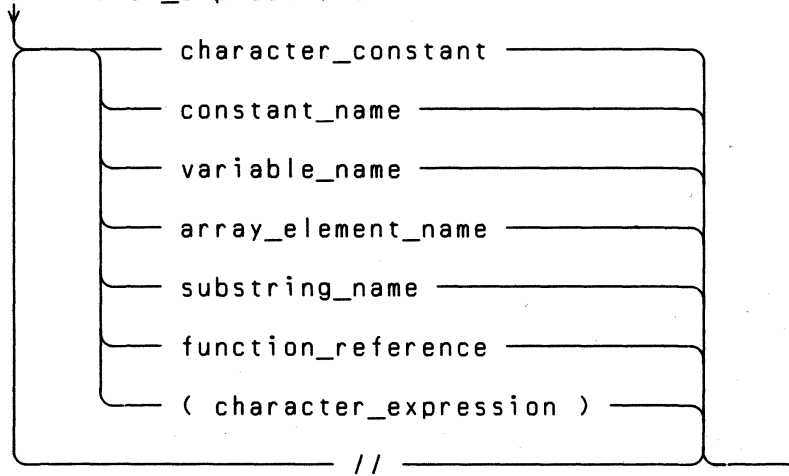 character_constant
constant_name
variable_name
array_element_name
substring_name
function_reference
( character_expression )
//